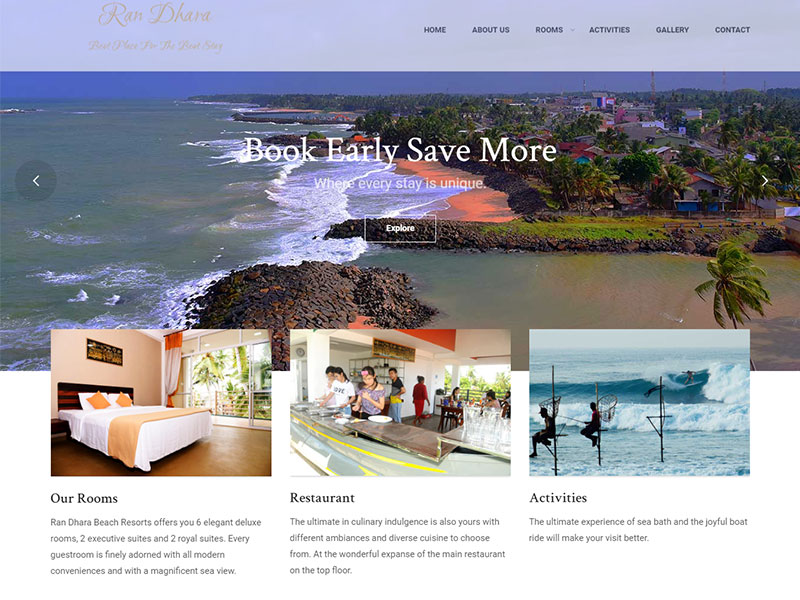 Ran Dhara
Best Place For The Best Stay
HOME ABOUT US ROOMS ACTIVITIES GALLERY CONTACT
Book Early Save More
Where every stay is unique.
Explore
Our Rooms
Ran Dhara Beach Resorts offers you 6 elegant deluxe
rooms, 2 executive suites and 2 royal suites. Every
guestroom is finely adorned with all modern
conveniences and with a magnificent sea view.
Restaurant
The ultimate in culinary indulgence is also yours with
different ambiances and diverse cuisine to choose
from. At the wonderful expanse of the main restaurant
on the top floor.
Activities
The ultimate experience of sea bath and the joyful boat
ride will make your visit better.